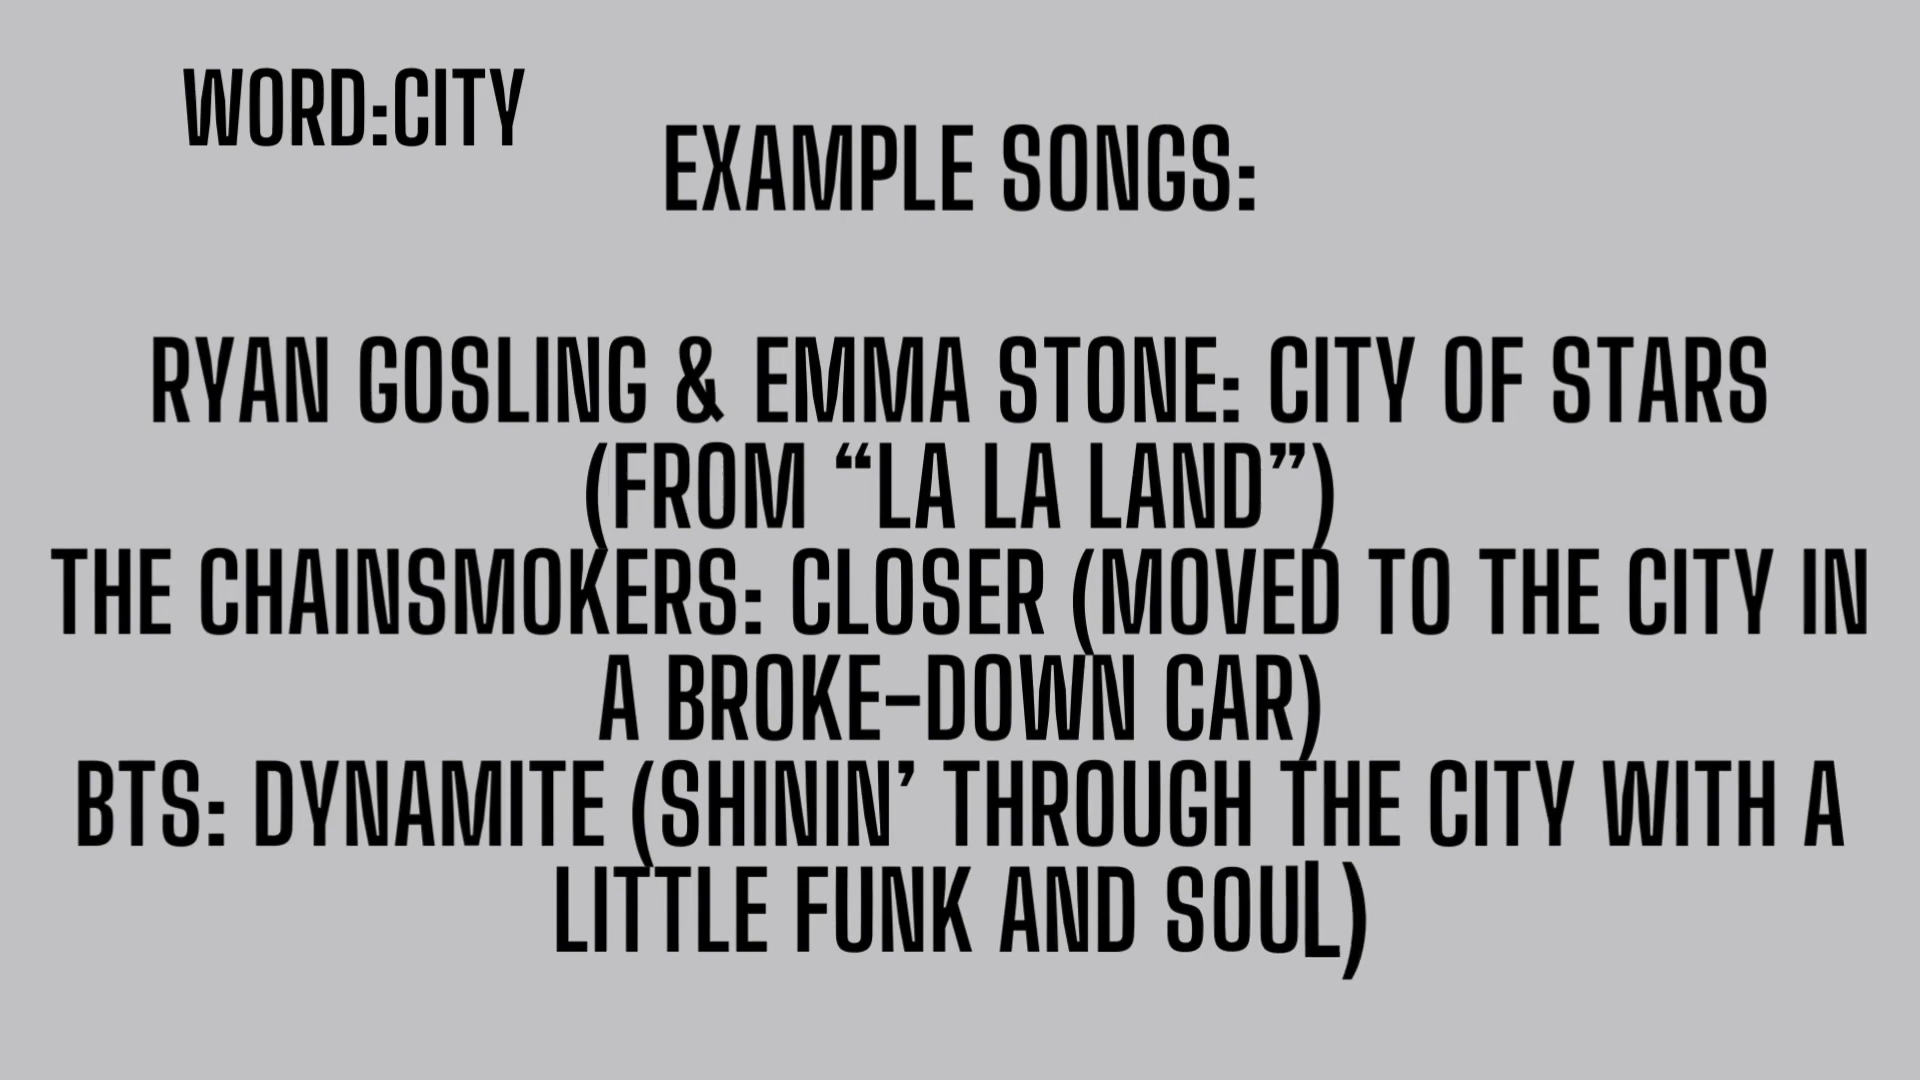 WORD:CITY
EXAMPLE SONGS:
RYAN GOSLING & EMMA STONE: CITY OF STARS
(FROM “LA LA LAND”)
THE CHAINSMOKERS: CLOSER (MOVED TO THE CITY IN
A BROKE-DOWN CAR)
BTS: DYNAMITE (SHININ’ THROUGH THE CITY WITH A
LITTLE FUNK AND SOUL)